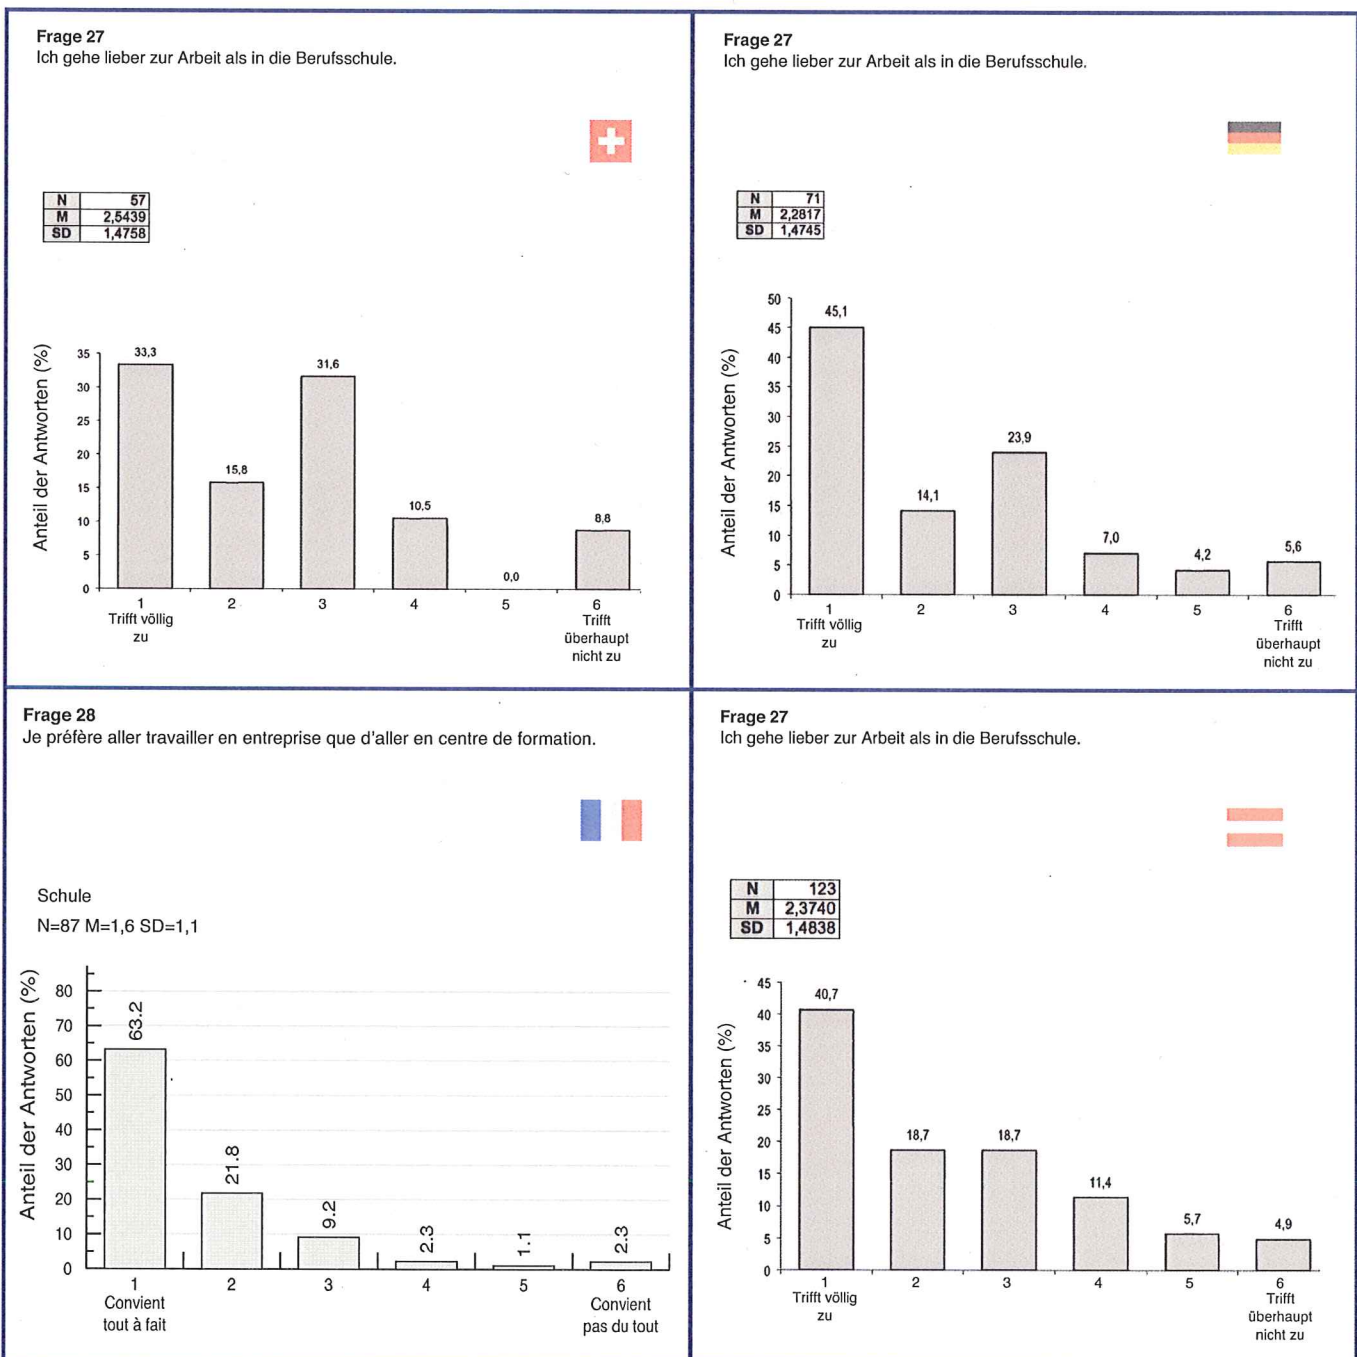 Frage 27
Ich gehe lieber zur Arbeit als in die Berufsschule.
N 57
M 2,5439
SD 1,4758
Anteil der Antworten (%)
35
30
25
20
15
10
5
0
33,3
15,8
31,6
10,5
0,0
8,8
1 2 3 4 5 6
Trifft völlig
zu
Trifft
überhaupt
nicht zu
Frage 27
Ich gehe lieber zur Arbeit als in die Berufsschule.
N 71
M 2,2817
SD 1,4745
Anteil der Antworten (%)
50
45
40
35
30
25
20
15
10
5
0
45,1
14,1
23,9
7,0
4,2
5,6
1 2 3 4 5 6
Trifft völlig
zu
Trifft
überhaupt
nicht zu
Frage 28
Je préfère aller travailler en entreprise que d'aller en centre de formation.
Schule
N=87 M=1,6 SD=1,1
Anteil der Antworten (%)
80
70
60
50
40
30
20
10
0
63.2
21.8
9.2
2.3
1.1
2.3
1 2 3 4 5 6
Convient
tout à fait
Convient
pas du tout
Frage 27
Ich gehe lieber zur Arbeit als in die Berufsschule.
N 123
M 2,3740
SD 1,4838
Anteil der Antworten (%)
45
40
35
30
25
20
15
10
5
0
40,7
18,7
18,7
11,4
5,7
4,9
1 2 3 4 5 6
Trifft völlig
zu
Trifft
überhaupt
nicht zu